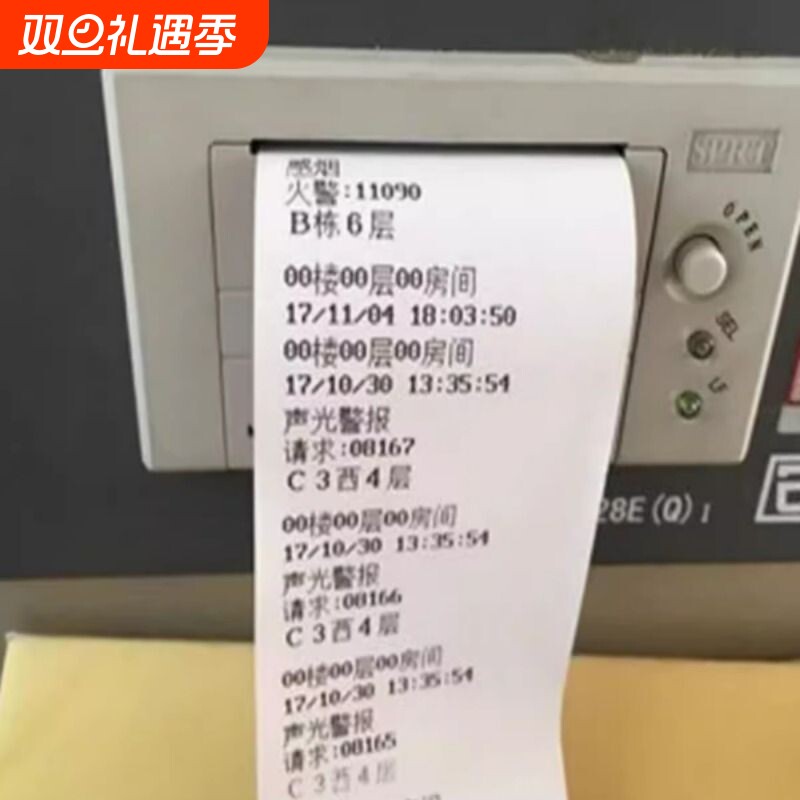 双旦礼遇季
感烟
火警:11090
B栋6层
00楼00层00房间
17/11/04 18:03:50
00楼00层00房间
17/10/30 13:35:54
声光警报
请求:08167
C3西4层
00楼00层00房间
17/10/30 13:35:54
声光警报
请求:08166
C3西4层
00楼00层00房间
17/10/30 13:35:54
声光警报
请求:08165
C3西4层
SPRT
OPEN
SEL
LF
28E(Q)I